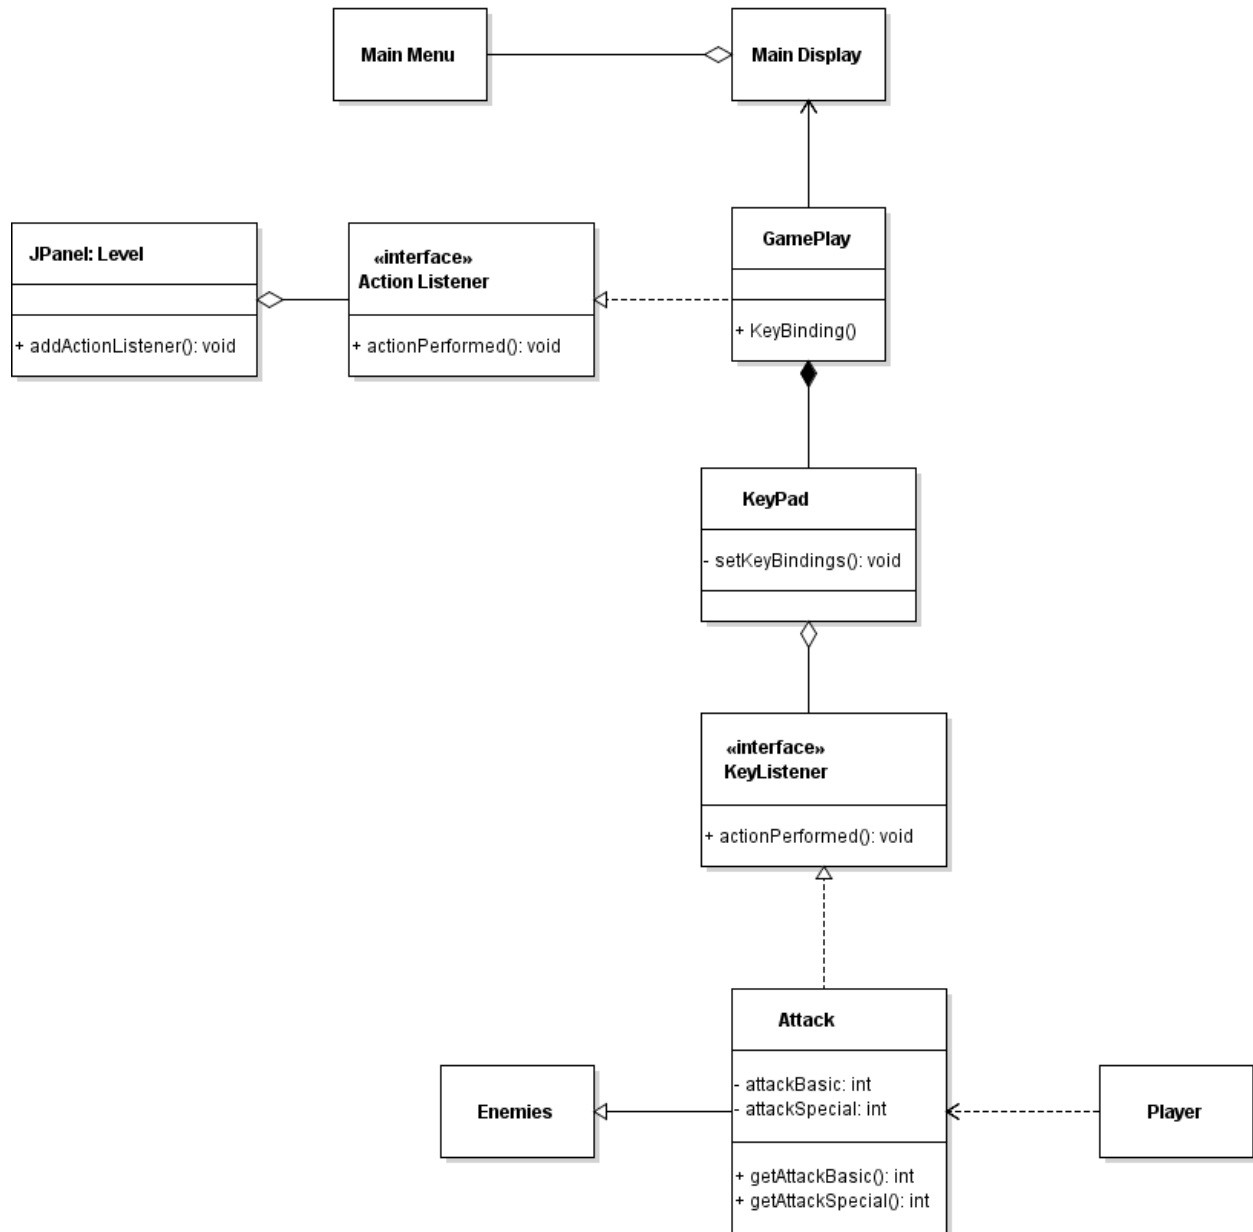 Main Menu
Main Display
JPanel: Level
+ addActionListener(): void
«interface»
Action Listener
+ actionPerformed(): void
GamePlay
+ KeyBinding()
KeyPad
- setKeyBindings(): void
«interface»
KeyListener
+ actionPerformed(): void
Attack
- attackBasic: int
- attackSpecial: int
+ getAttackBasic(): int
+ getAttackSpecial(): int
Enemies
Player